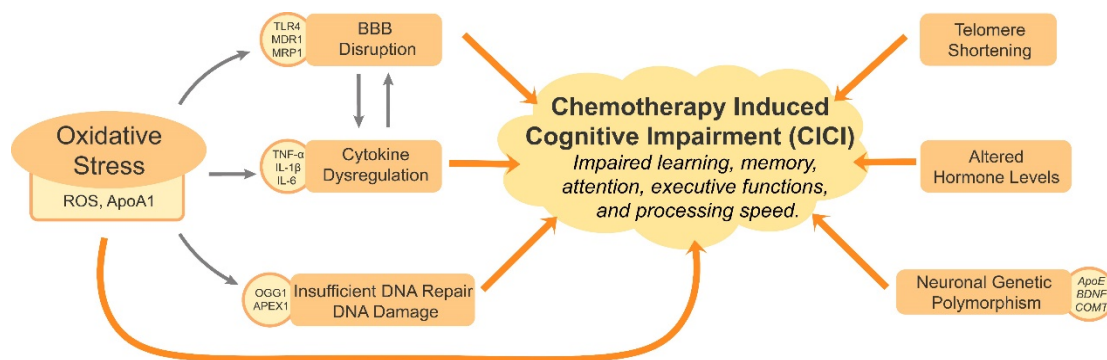 TLR4
MDR1
MRP1
BBB
Disruption
Telomere
Shortening
Oxidative
Stress
ROS, ApoA1
TNF-α
IL-1β
IL-6
Cytokine
Dysregulation
Chemotherapy Induced
Cognitive Impairment (CICI)
Impaired learning, memory,
attention, executive functions,
and processing speed.
Altered
Hormone Levels
OGG1
APEX1
Insufficient DNA Repair
DNA Damage
Neuronal Genetic
Polymorphism
ApoE
BDNF
COMT